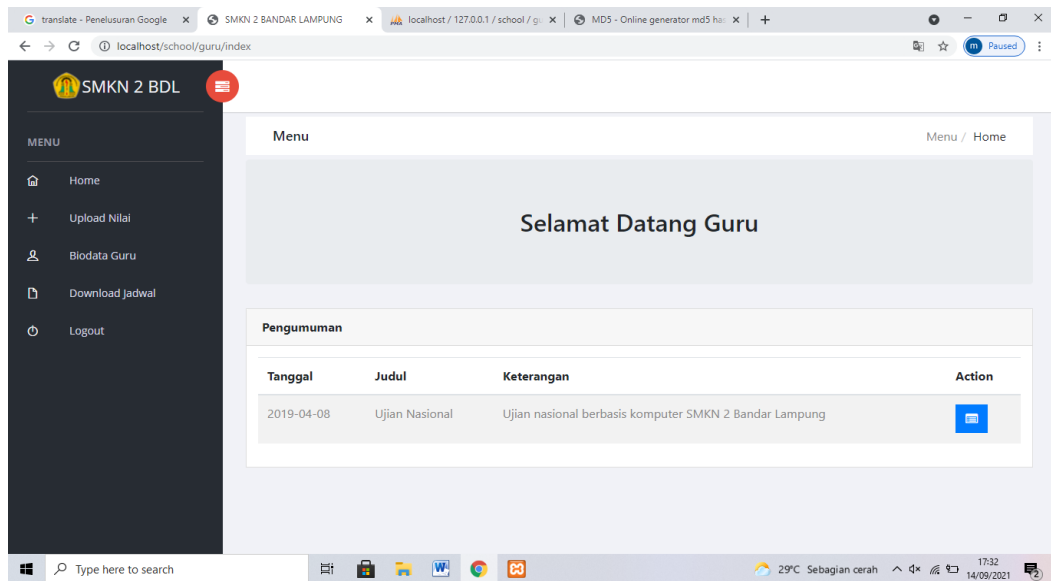 translate - Penelusuran Google
SMKN 2 BANDAR LAMPUNG
localhost / 127.0.0.1 / school / gu
MD5 - Online generator md5 has
localhost/school/guru/index
Paused
SMKN 2 BDL
MENU
Home
Upload Nilai
Biodata Guru
Download Jadwal
Logout
Menu
Menu / Home
Selamat Datang Guru
Pengumuman
Tanggal Judul Keterangan Action
2019-04-08 Ujian Nasional Ujian nasional berbasis komputer SMKN 2 Bandar Lampung
Type here to search
29°C Sebagian cerah
17:32
14/09/2021